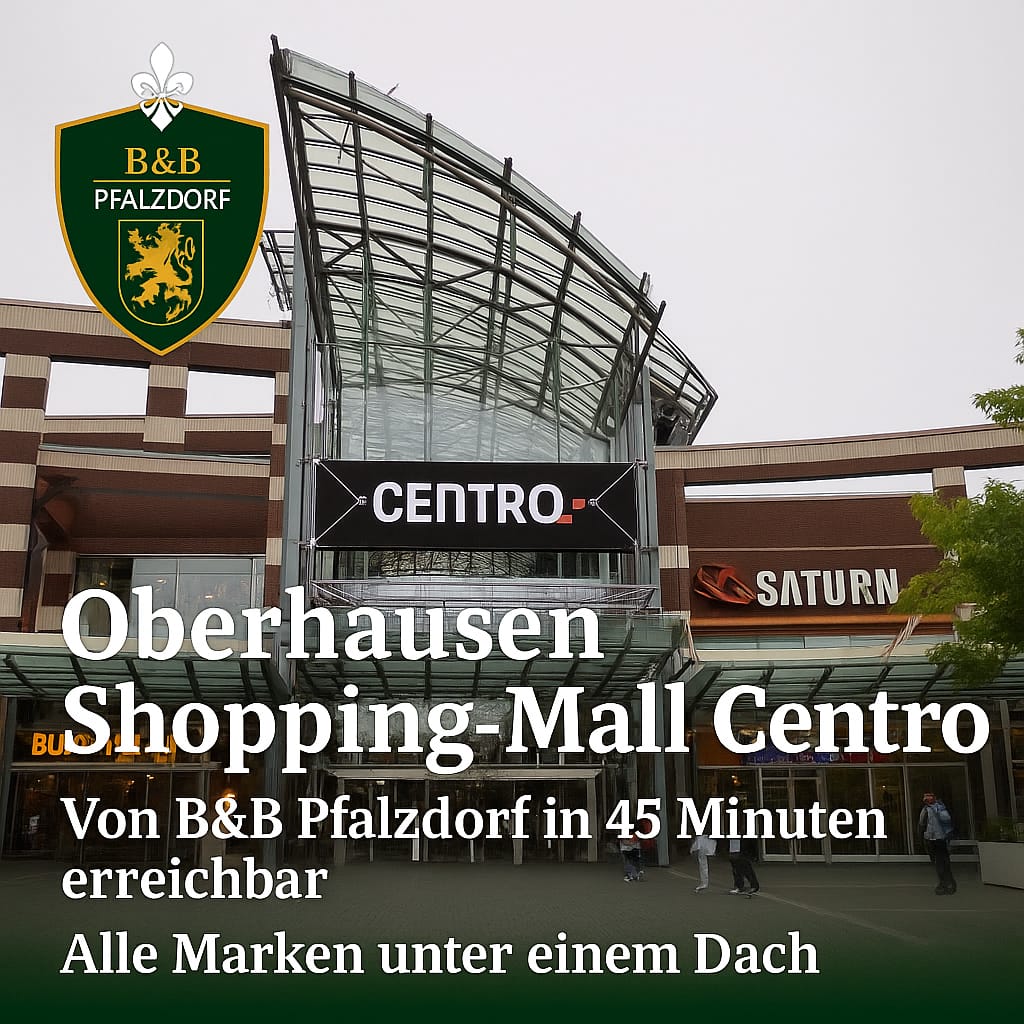 B&B
PFALZDORF
CENTRO
SATURN
Oberhausen
Shopping-Mall Centro
Von B&B Pfalzdorf in 45 Minuten
erreichbar
Alle Marken unter einem Dach